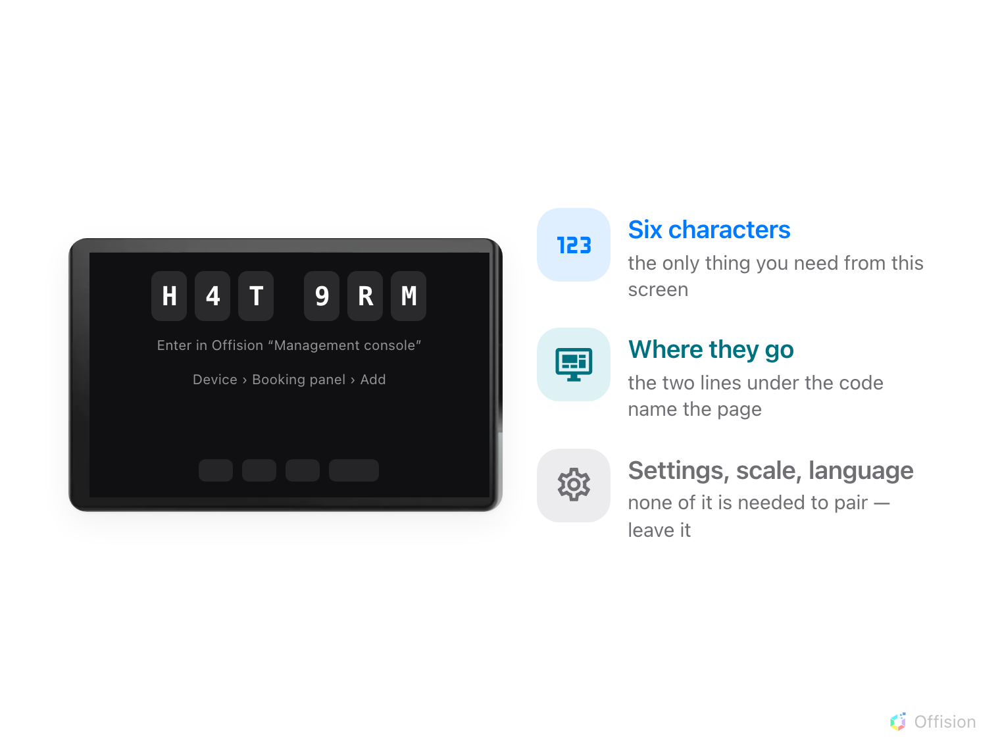 H4T 9RM
Enter in Offision “Management console”
Device › Booking panel › Add
123
Six characters
the only thing you need from this
screen
Where they go
the two lines under the code
name the page
Settings, scale, language
none of it is needed to pair —
leave it
Offision